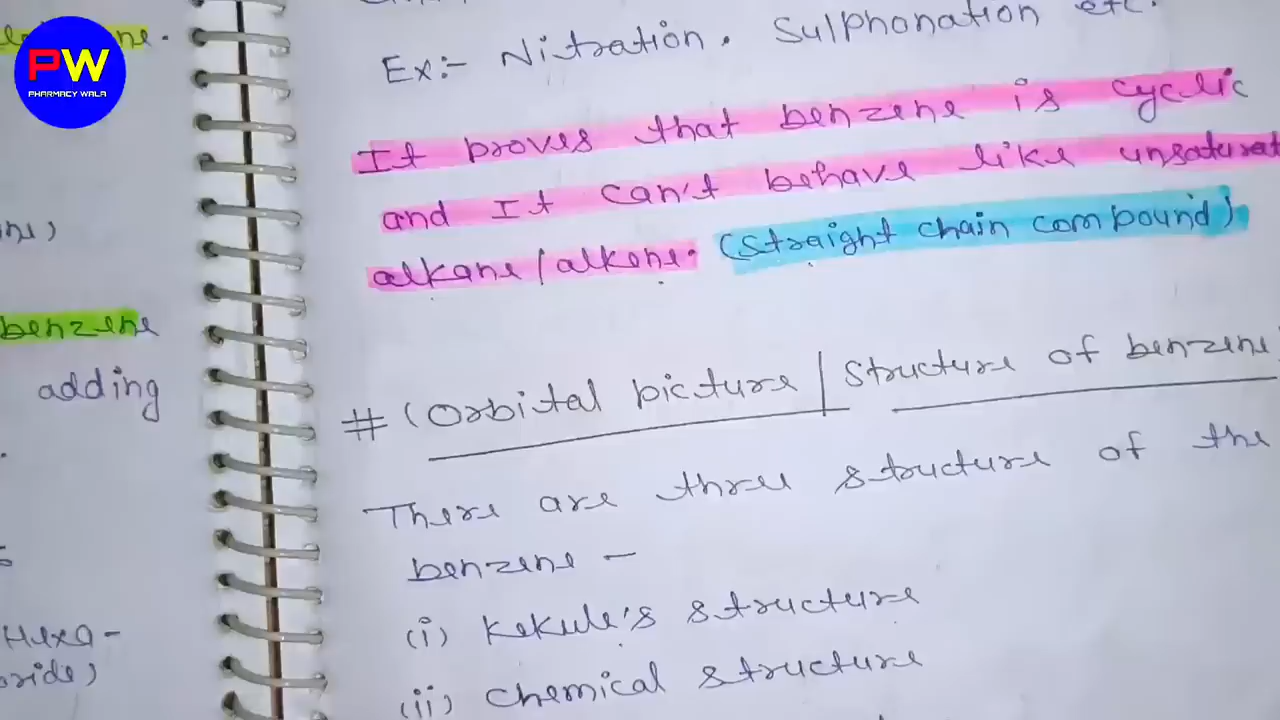 PW
PHARMACY WALA
benzene
adding
Hexa-
Ex:- Nitration. Sulphonation etc.
It proves that benzene is cyclic
and It can't behave like unsaturat
alkane/alkene. (straight chain compound)
# (Orbital picture / structure of benzene
There are three structure of the
benzene -
(i) Kekule's structure
(ii) chemical structure